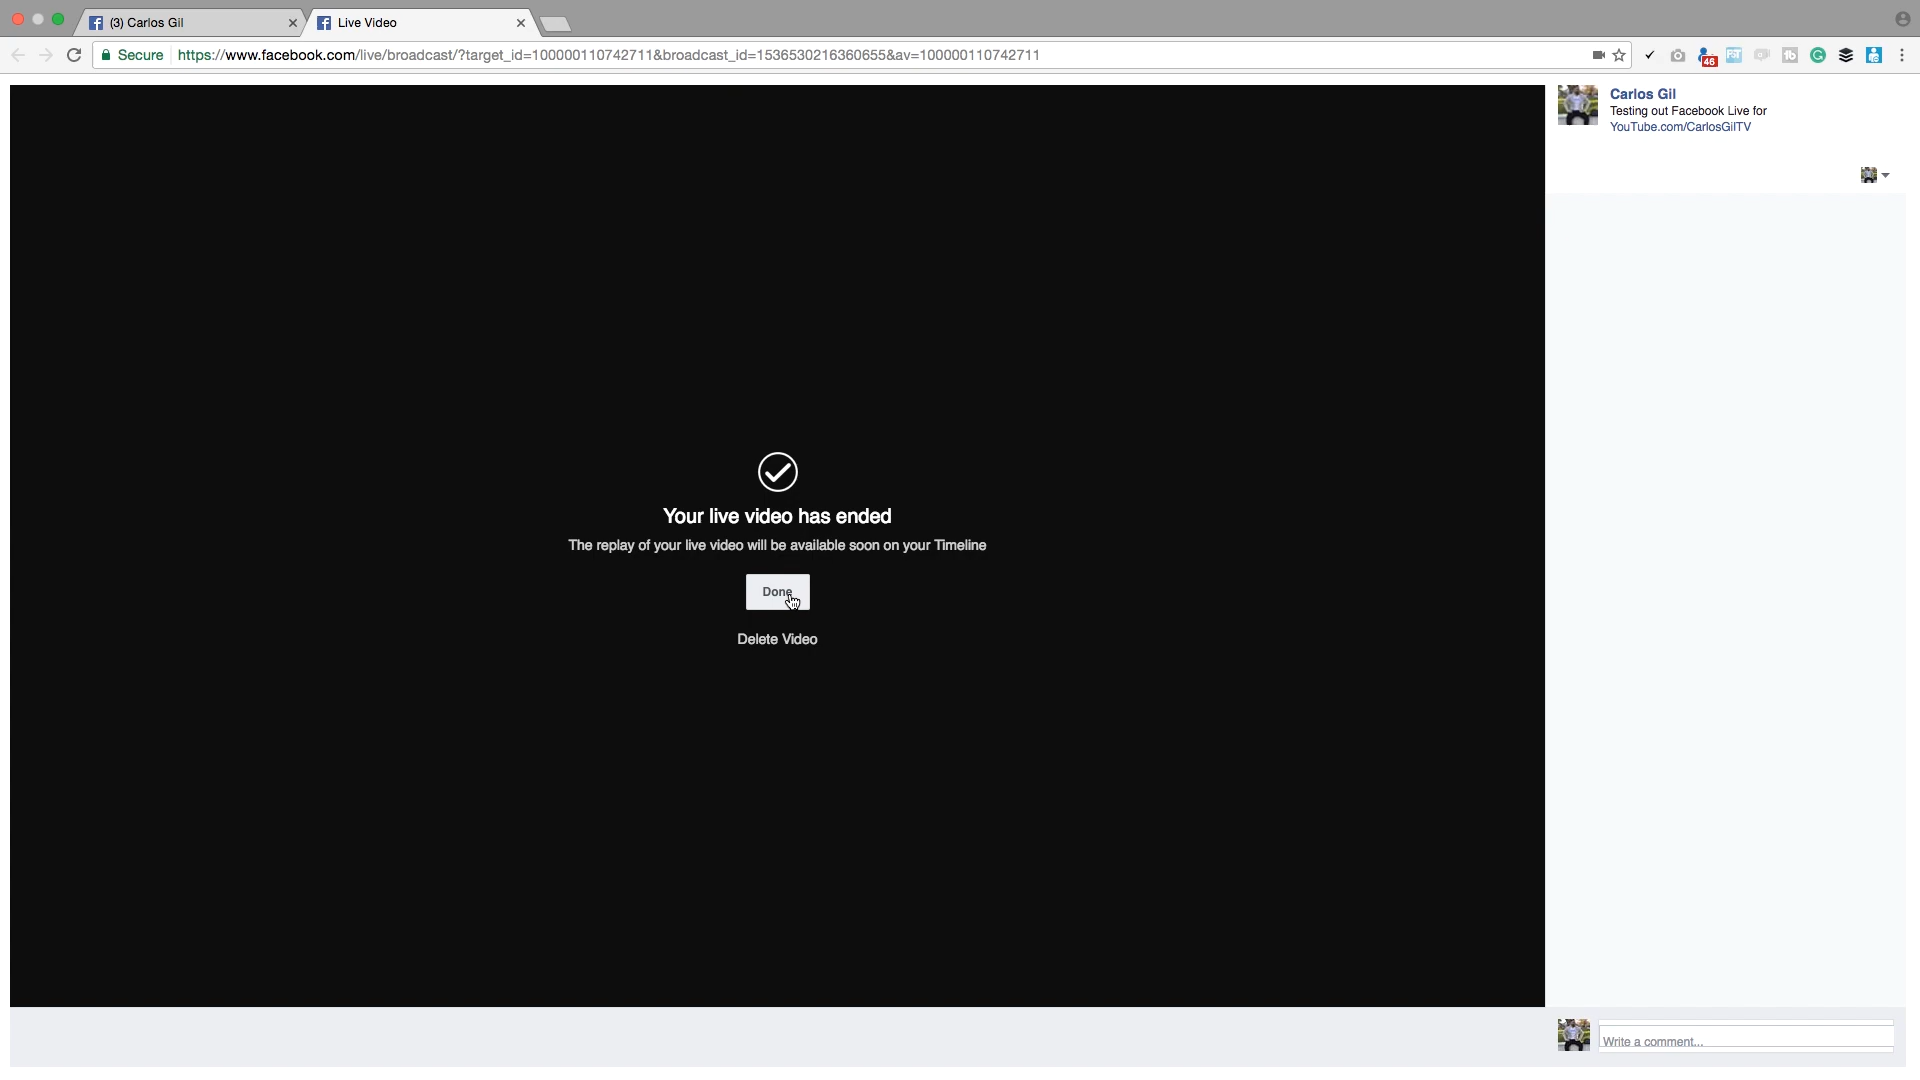 (3) Carlos Gil
Live Video
Secure
https://www.facebook.com/live/broadcast/?target_id=100000110742711&broadcast_id=1536530216360655&av=100000110742711
46
Carlos Gil
Testing out Facebook Live for
YouTube.com/CarlosGilTV
Your live video has ended
The replay of your live video will be available soon on your Timeline
Done
Delete Video
Write a comment...